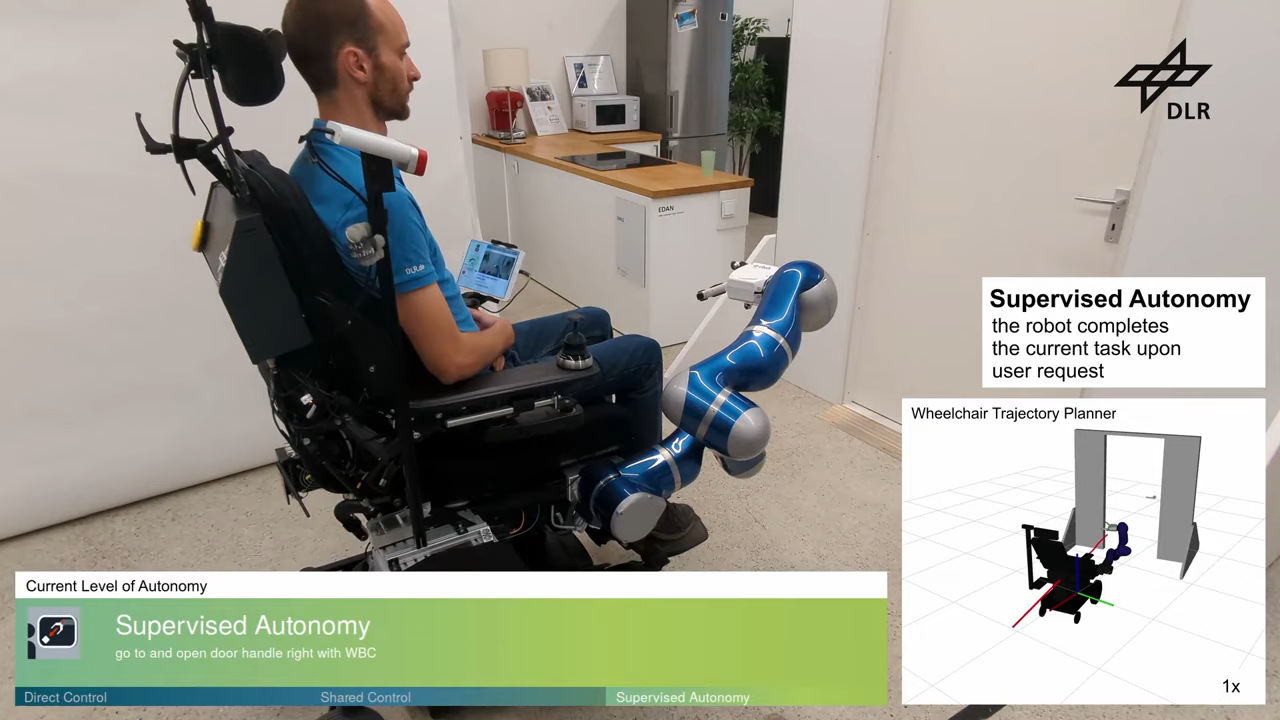 DLR
EDAN
DLR.de
Supervised Autonomy
the robot completes
the current task upon
user request
Wheelchair Trajectory Planner
1x
Current Level of Autonomy
Supervised Autonomy
go to and open door handle right with WBC
Direct Control
Shared Control
Supervised Autonomy